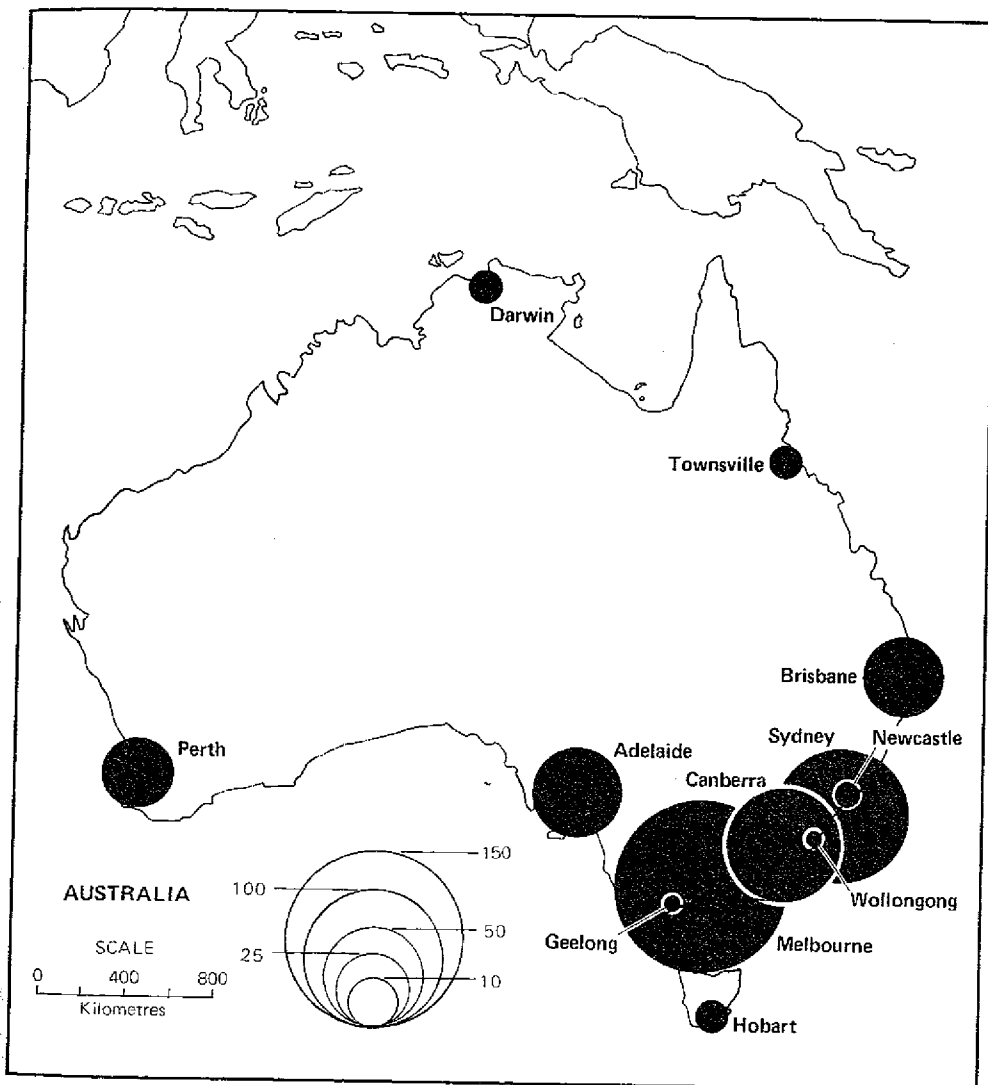 Darwin
Townsville
Brisbane
Sydney
Newcastle
Perth
Adelaide
Canberra
150
AUSTRALIA
100
50
Wollongong
Geelong
Melbourne
SCALE
25
0 400 800
10
Kilometres
Hobart